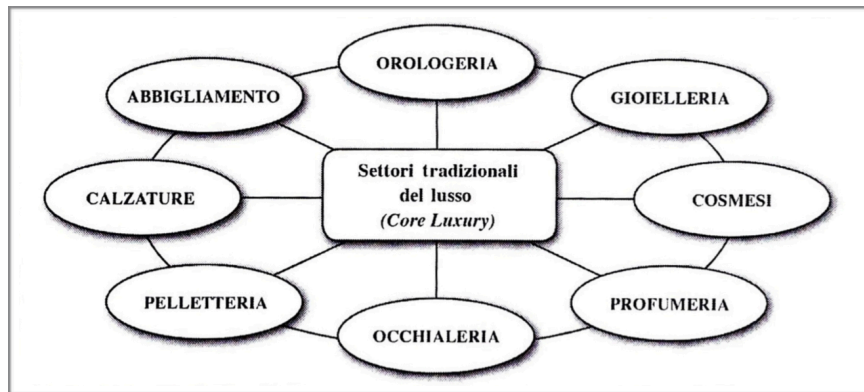 OROLOGERIA
ABBIGLIAMENTO
GIOIELLERIA
Settori tradizionali
del lusso
(Core Luxury)
CALZATURE
COSMESI
PELLETTERIA
PROFUMERIA
OCCHIALERIA